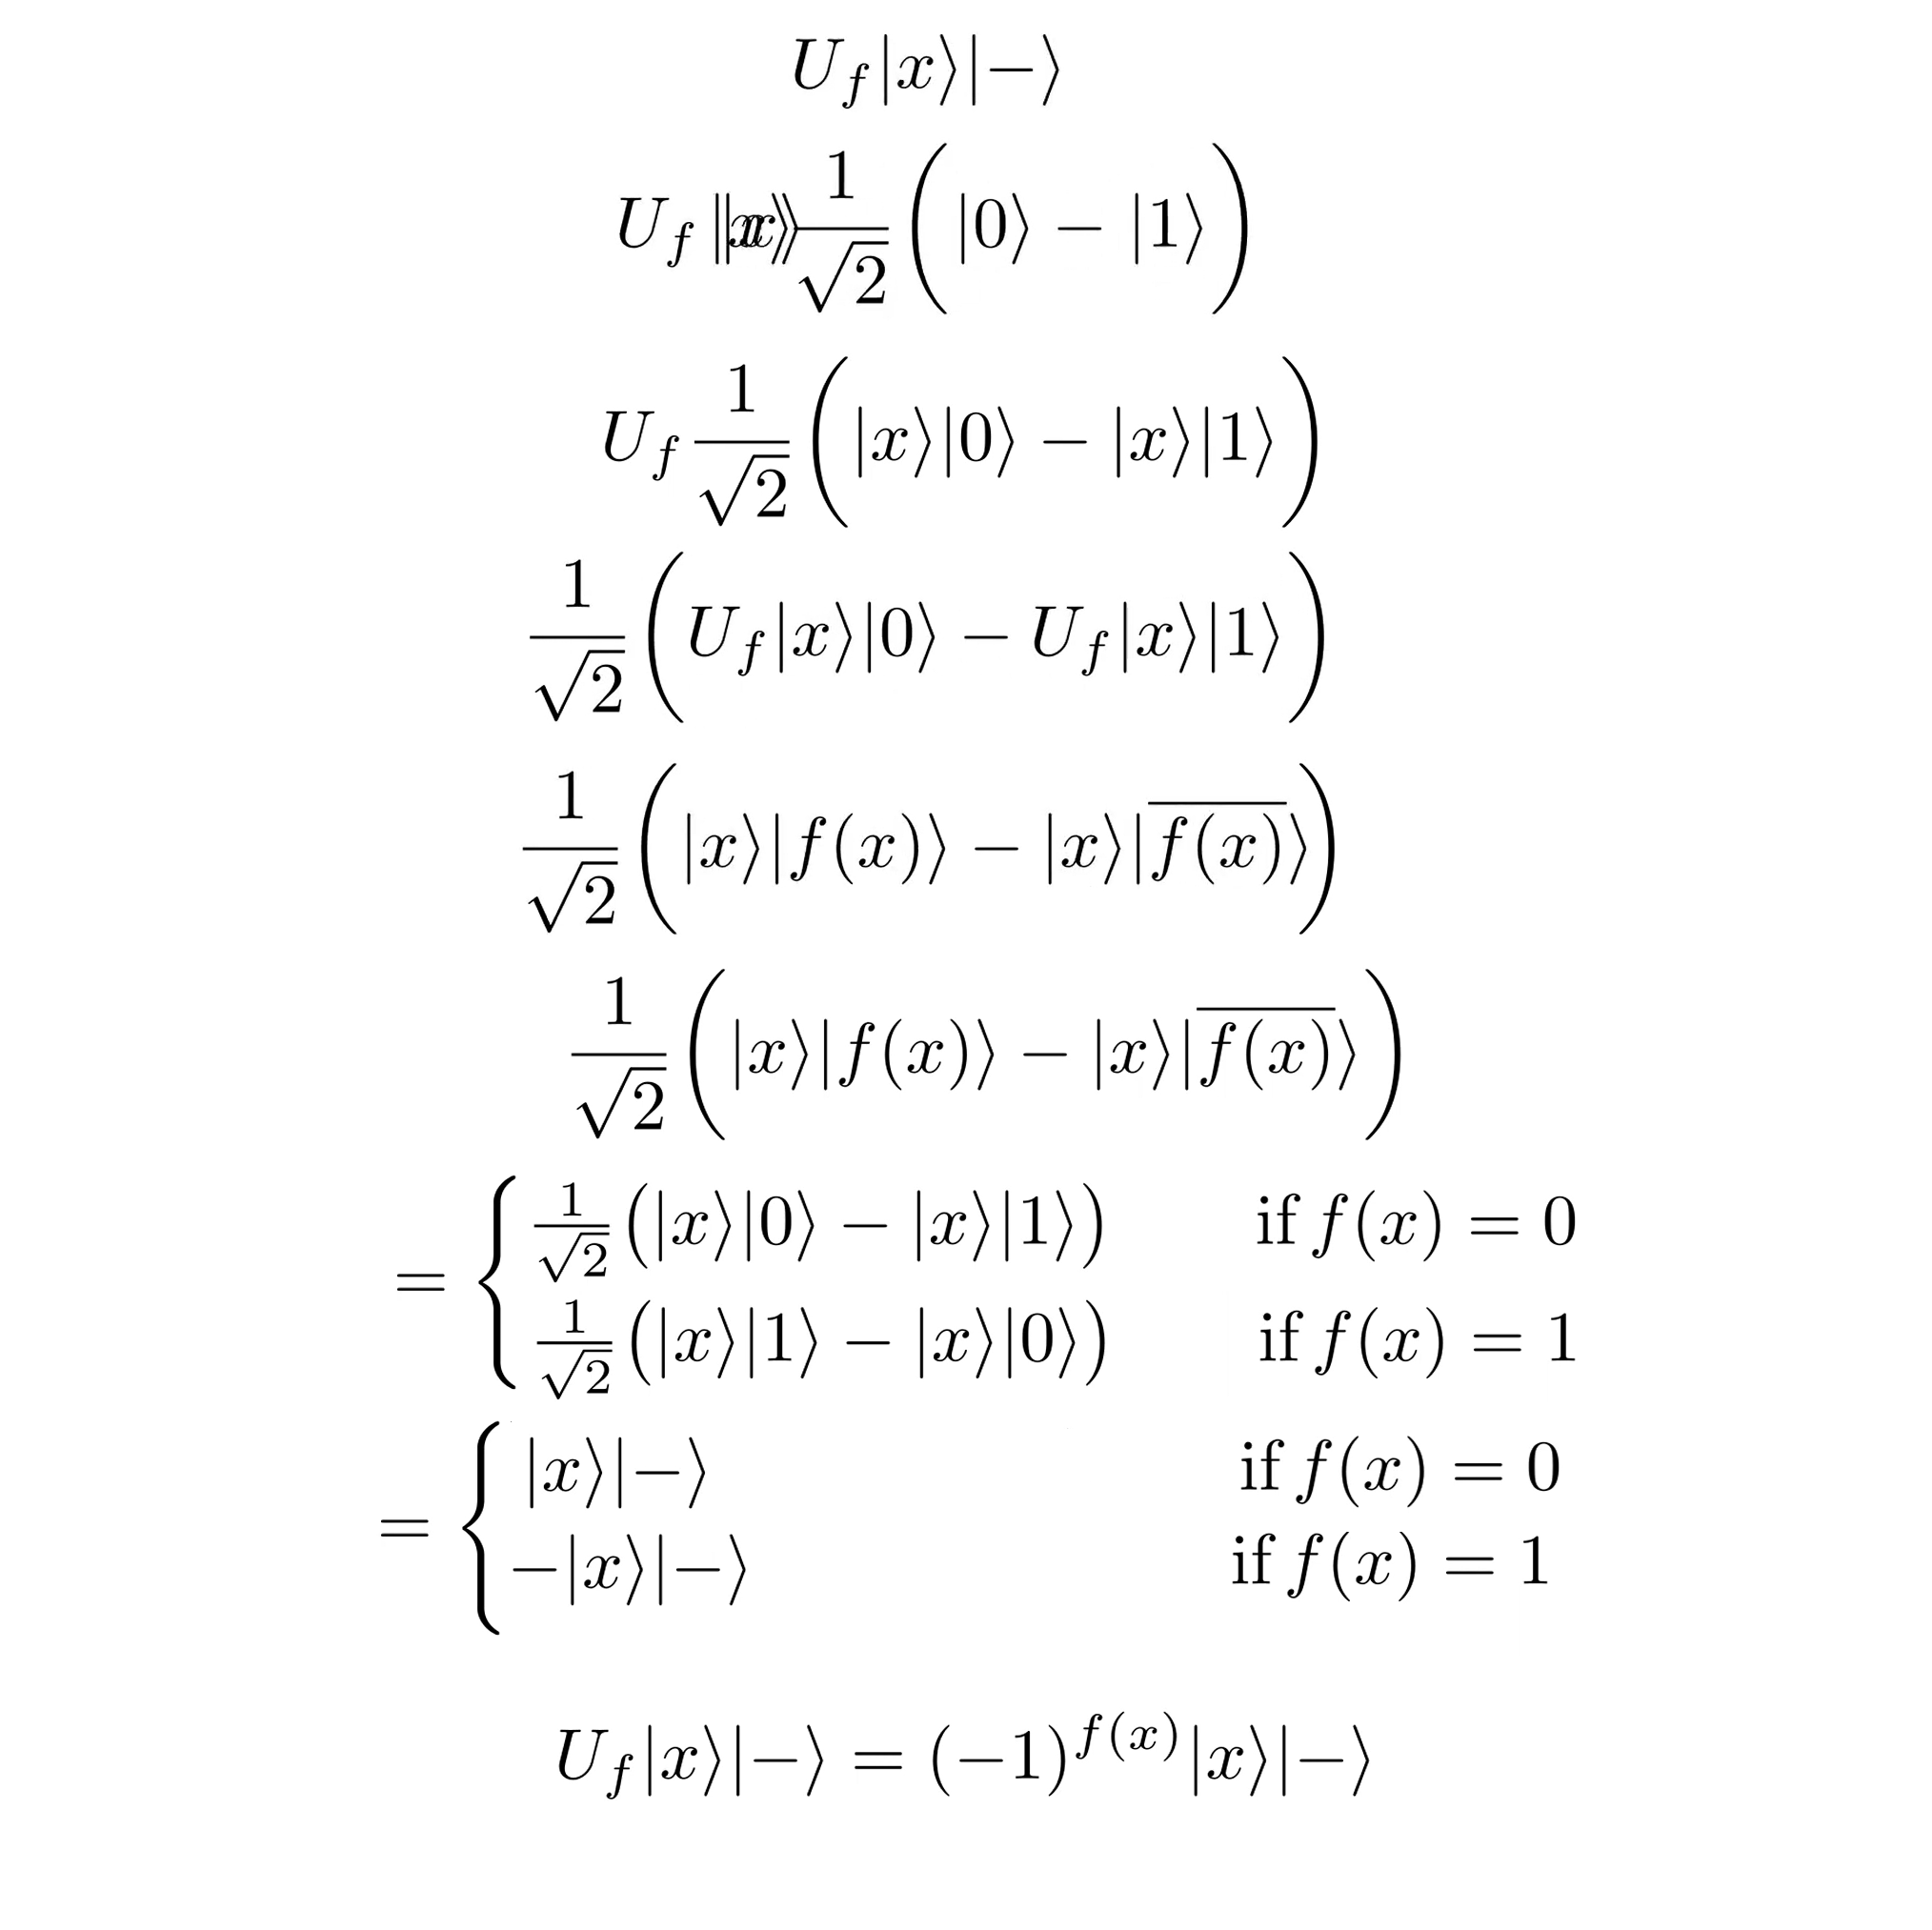 U_f|x⟩|−⟩
U_f |x⟩ 1/√2 ( |0⟩ − |1⟩ )
U_f 1/√2 ( |x⟩|0⟩ − |x⟩|1⟩ )
1/√2 ( U_f|x⟩|0⟩ − U_f|x⟩|1⟩ )
1/√2 ( |x⟩|f(x)⟩ − |x⟩|f(x)̅⟩ )
1/√2 ( |x⟩|f(x)⟩ − |x⟩|f(x)̅⟩ )
= { 1/√2 (|x⟩|0⟩ − |x⟩|1⟩) if f(x) = 0
1/√2 (|x⟩|1⟩ − |x⟩|0⟩) if f(x) = 1
= { |x⟩|−⟩ if f(x) = 0
−|x⟩|−⟩ if f(x) = 1
U_f|x⟩|−⟩ = (−1)^{f(x)}|x⟩|−⟩